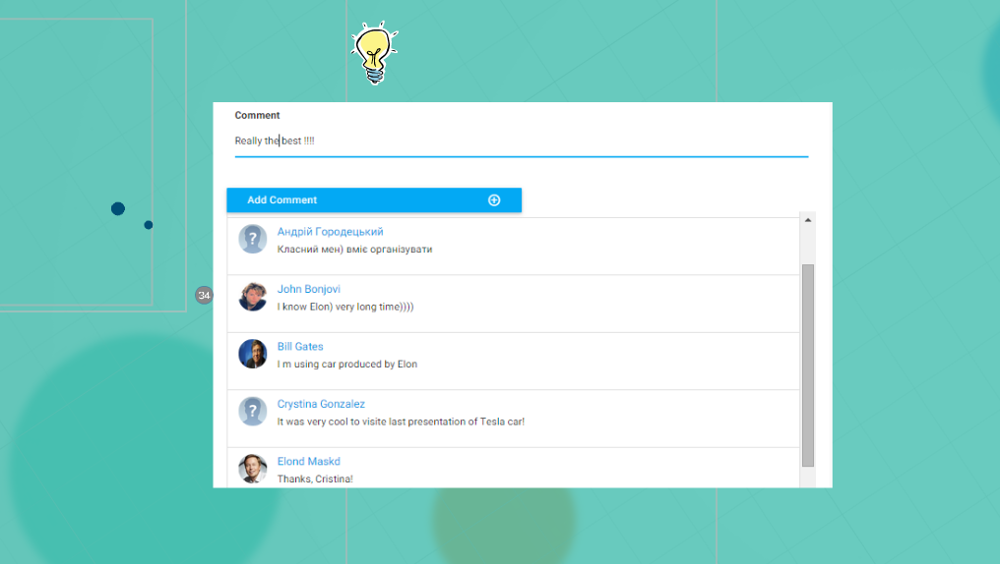 Comment
Really the best !!!!
Add Comment
Андрій Городецький
Класний мен) вміє організувати
34
John Bonjovi
I know Elon) very long time))))
Bill Gates
I m using car produced by Elon
Crystina Gonzalez
It was very cool to visite last presentation of Tesla car!
Elond Maskd
Thanks, Cristina!